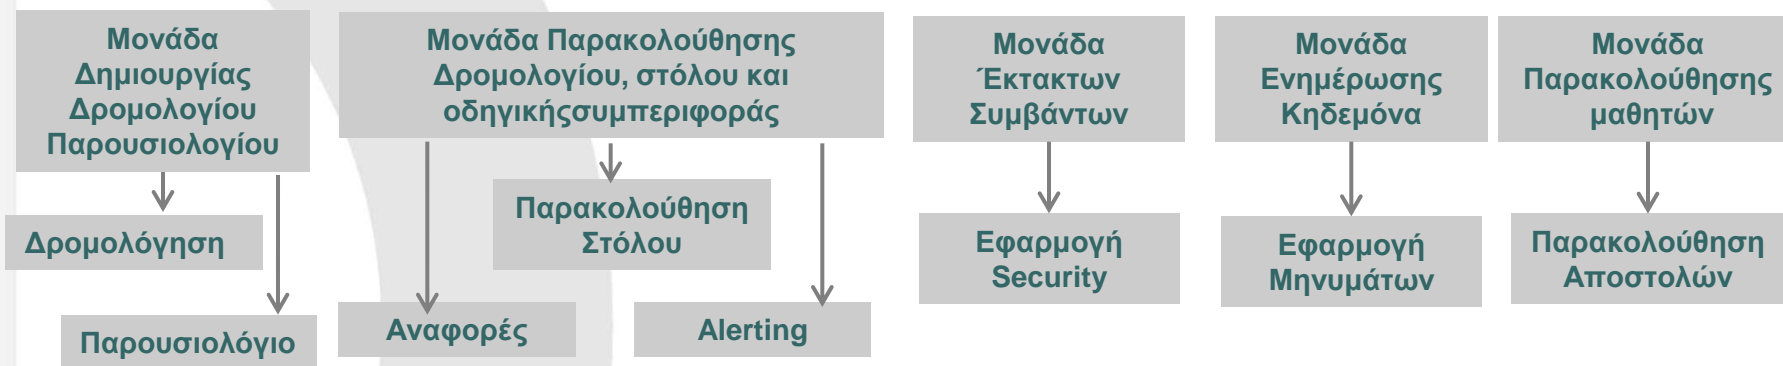 Μονάδα
Δημιουργίας
Δρομολογίου
Παρουσιολογίου
Μονάδα Παρακολούθησης
Δρομολογίου, στόλου και
οδηγικήςσυμπεριφοράς
Μονάδα
Έκτακτων
Συμβάντων
Μονάδα
Ενημέρωσης
Κηδεμόνα
Μονάδα
Παρακολούθησης
μαθητών
Δρομολόγηση
Παρουσιολόγιο
Παρακολούθηση
Στόλου
Αναφορές
Alerting
Εφαρμογή
Security
Εφαρμογή
Μηνυμάτων
Παρακολούθηση
Αποστολών